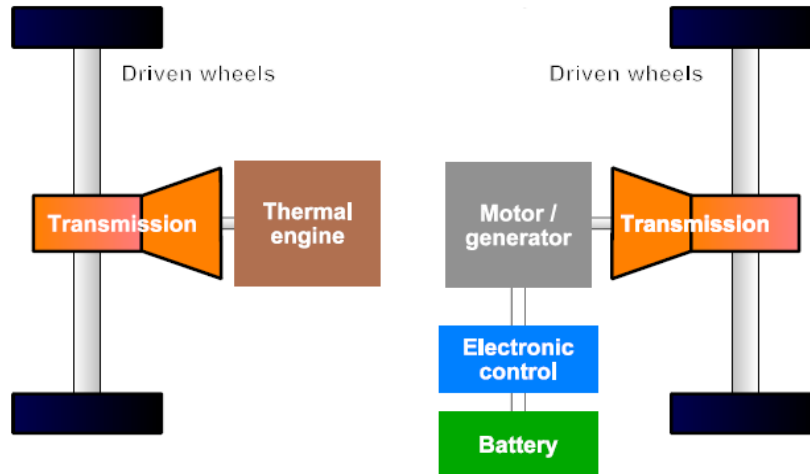 Driven wheels
Driven wheels
Transmission
Thermal
engine
Motor /
generator
Transmission
Electronic
control
Battery